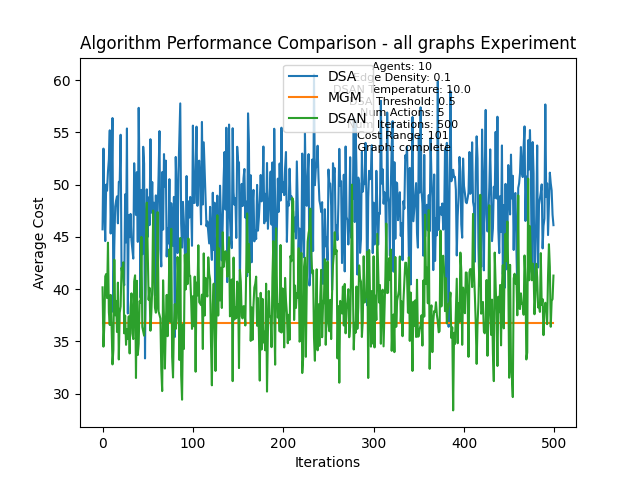 Algorithm Performance Comparison - all graphs Experiment
Agents: 10
Edge Density: 0.1
DSAN Temperature: 10.0
DSA Threshold: 0.5
Num Actions: 5
Num Iterations: 500
Cost Range: 101
Graph: complete
DSA
MGM
DSAN
60
55
50
45
40
35
30
Average Cost
0
100
200
300
400
500
Iterations